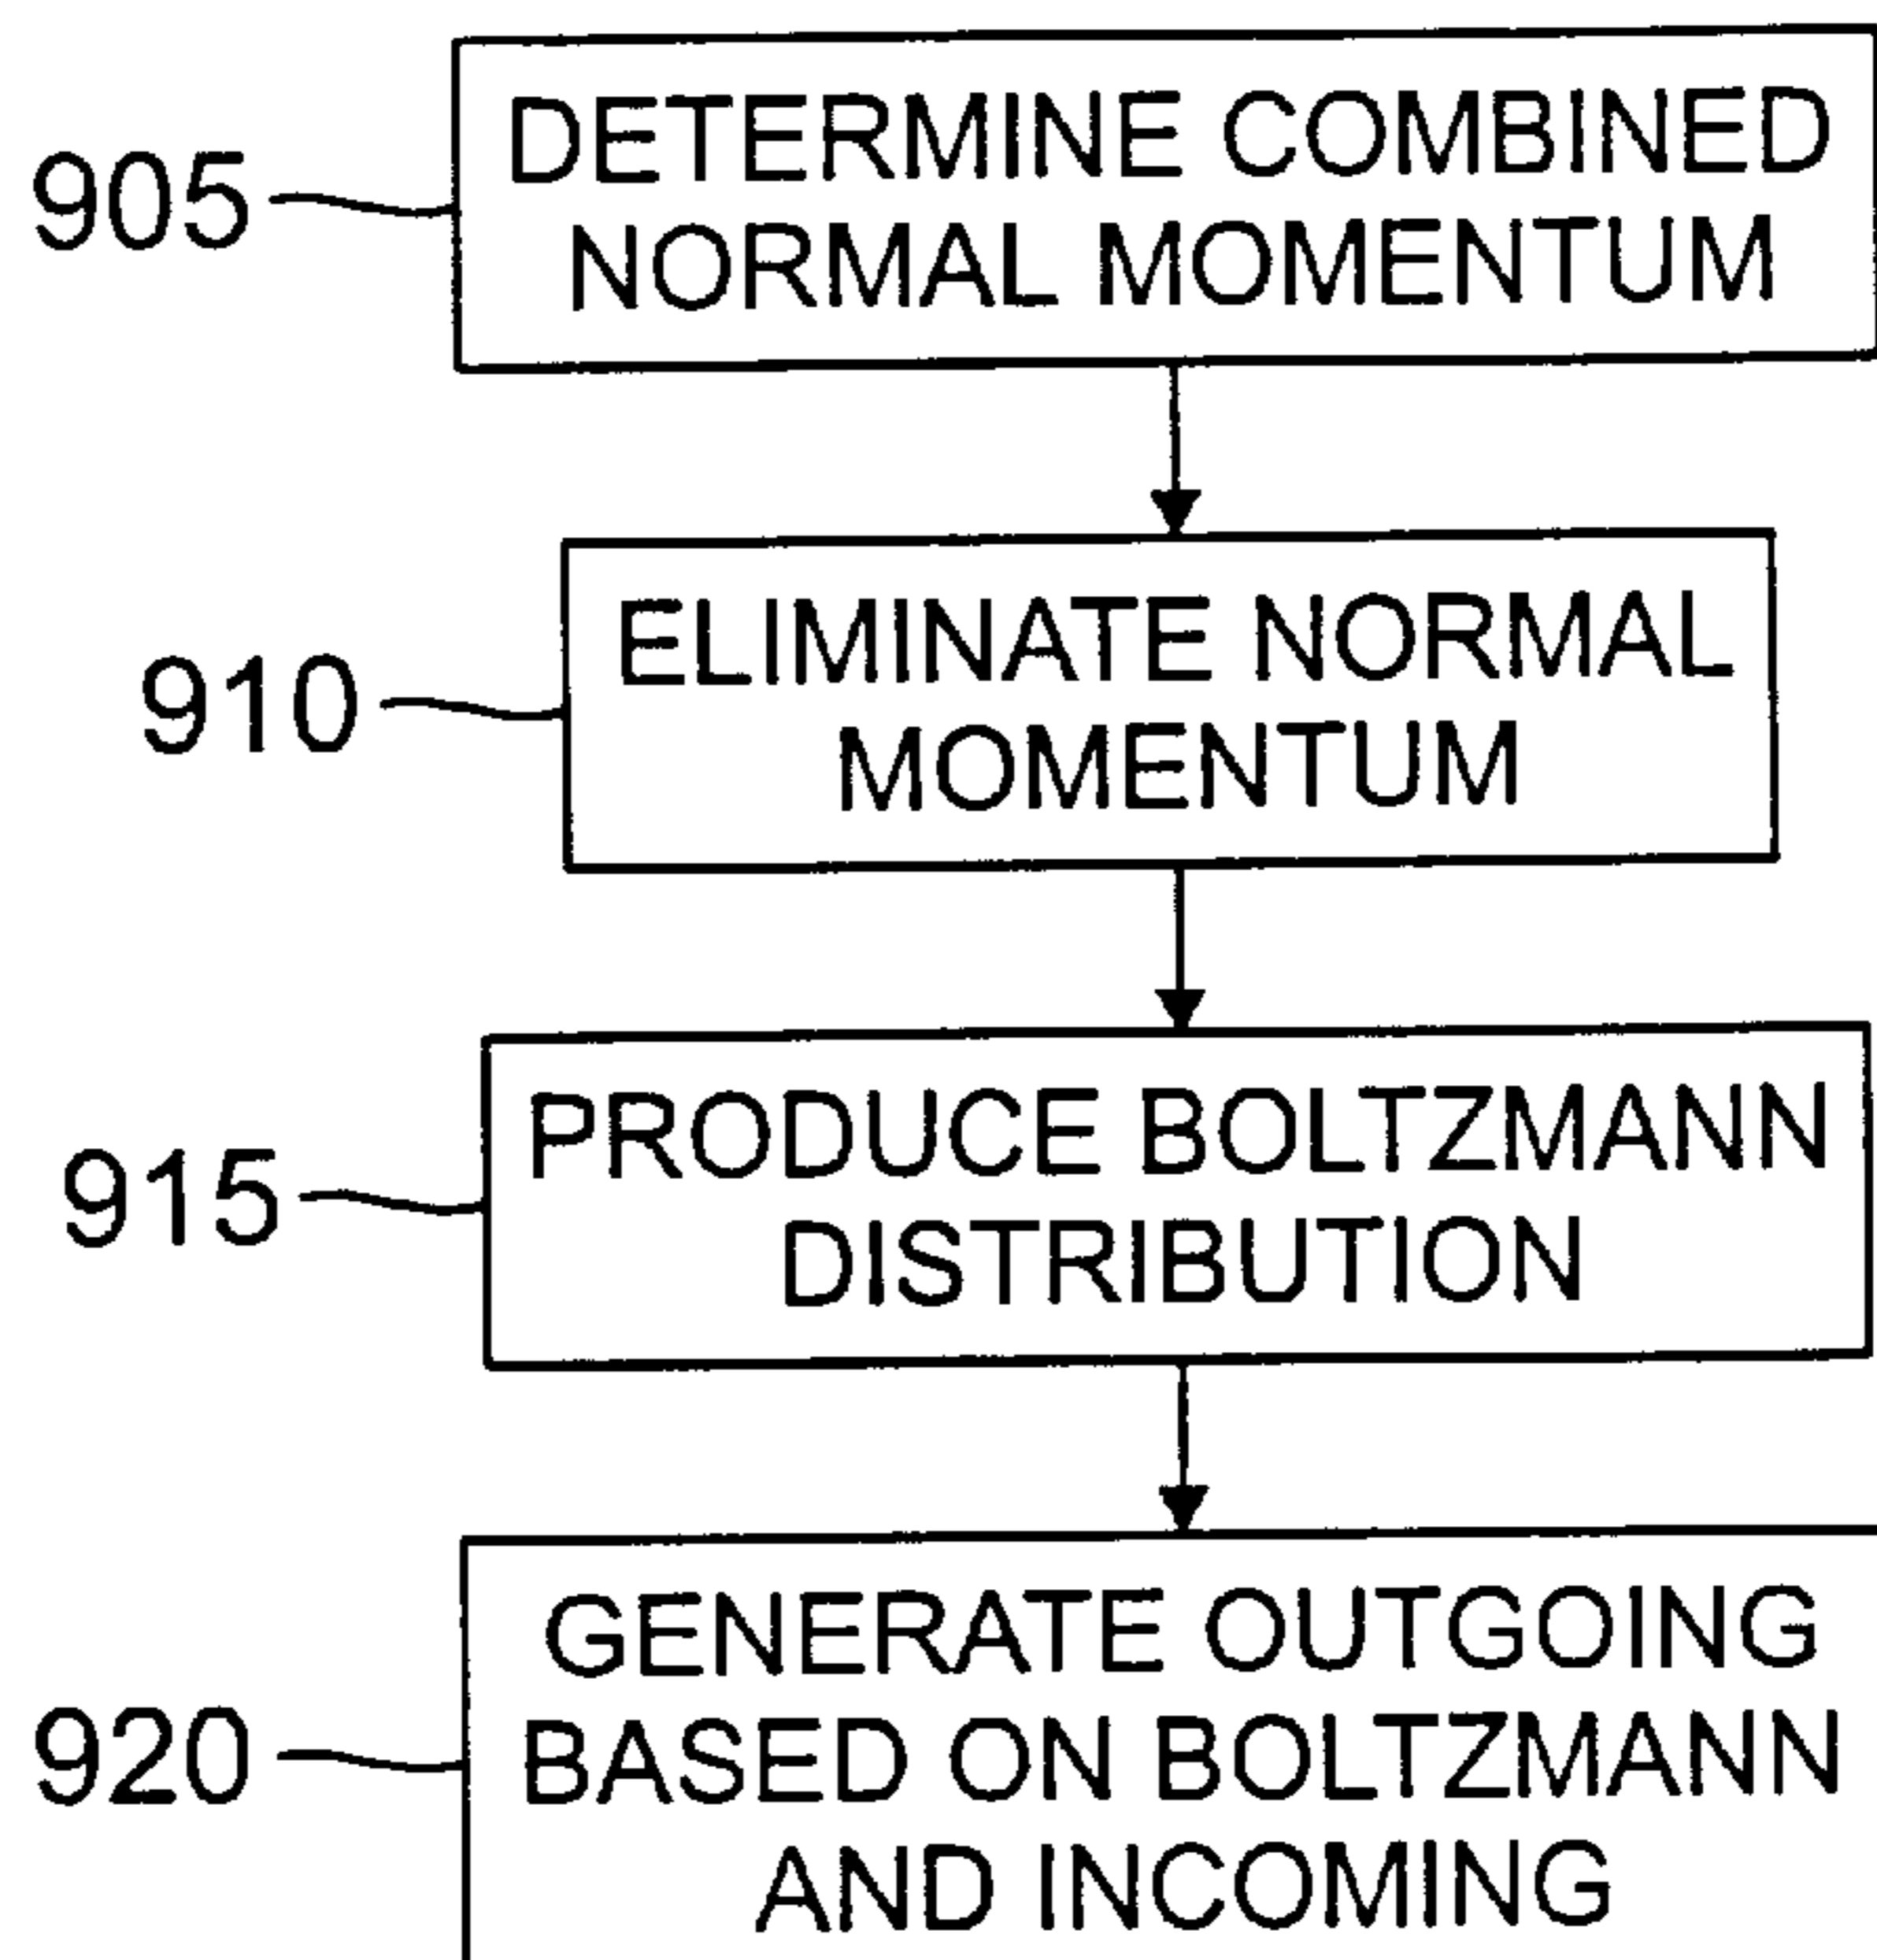 905
DETERMINE COMBINED
NORMAL MOMENTUM
910
ELIMINATE NORMAL
MOMENTUM
915
PRODUCE BOLTZMANN
DISTRIBUTION
920
GENERATE OUTGOING
BASED ON BOLTZMANN
AND INCOMING